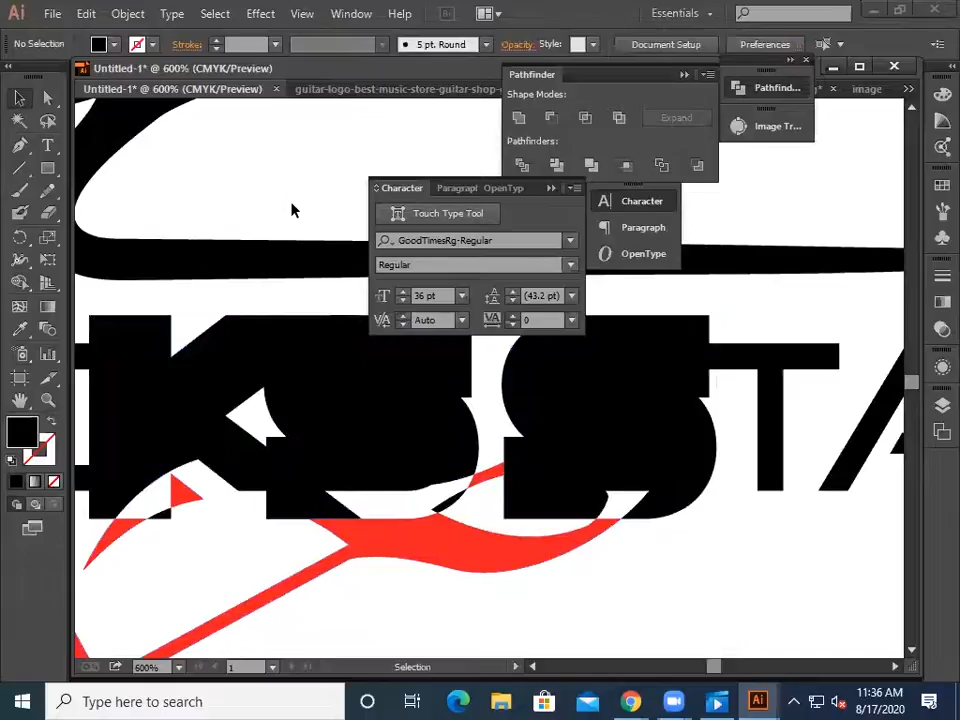 Ai File Edit Object Type Select Effect View Window Help Br Essentials
No Selection Stroke: 5 pt. Round Opacity: Style: Document Setup Preferences
Untitled-1* @ 600% (CMYK/Preview)
Untitled-1* @ 600% (CMYK/Preview) × guitar-logo-best-music-store-guitar-shop- image
Pathfinder
Shape Modes:
Expand
Pathfinders:
Pathfind...
Image Tr...
Character Paragraph OpenTyp
Touch Type Tool
GoodTimesRg-Regular
Regular
36 pt (43.2 pt)
Auto 0
Character
Paragraph
OpenType
KSSTA
600% 1 Selection
Type here to search
11:36 AM
8/17/2020